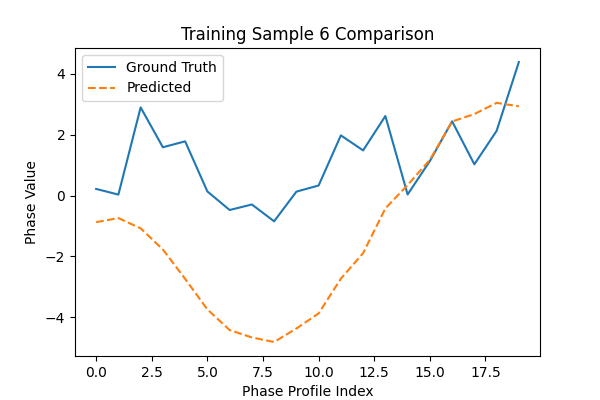 Training Sample 6 Comparison
Ground Truth
Predicted
Phase Value
4
2
0
−2
−4
0.0 2.5 5.0 7.5 10.0 12.5 15.0 17.5
Phase Profile Index